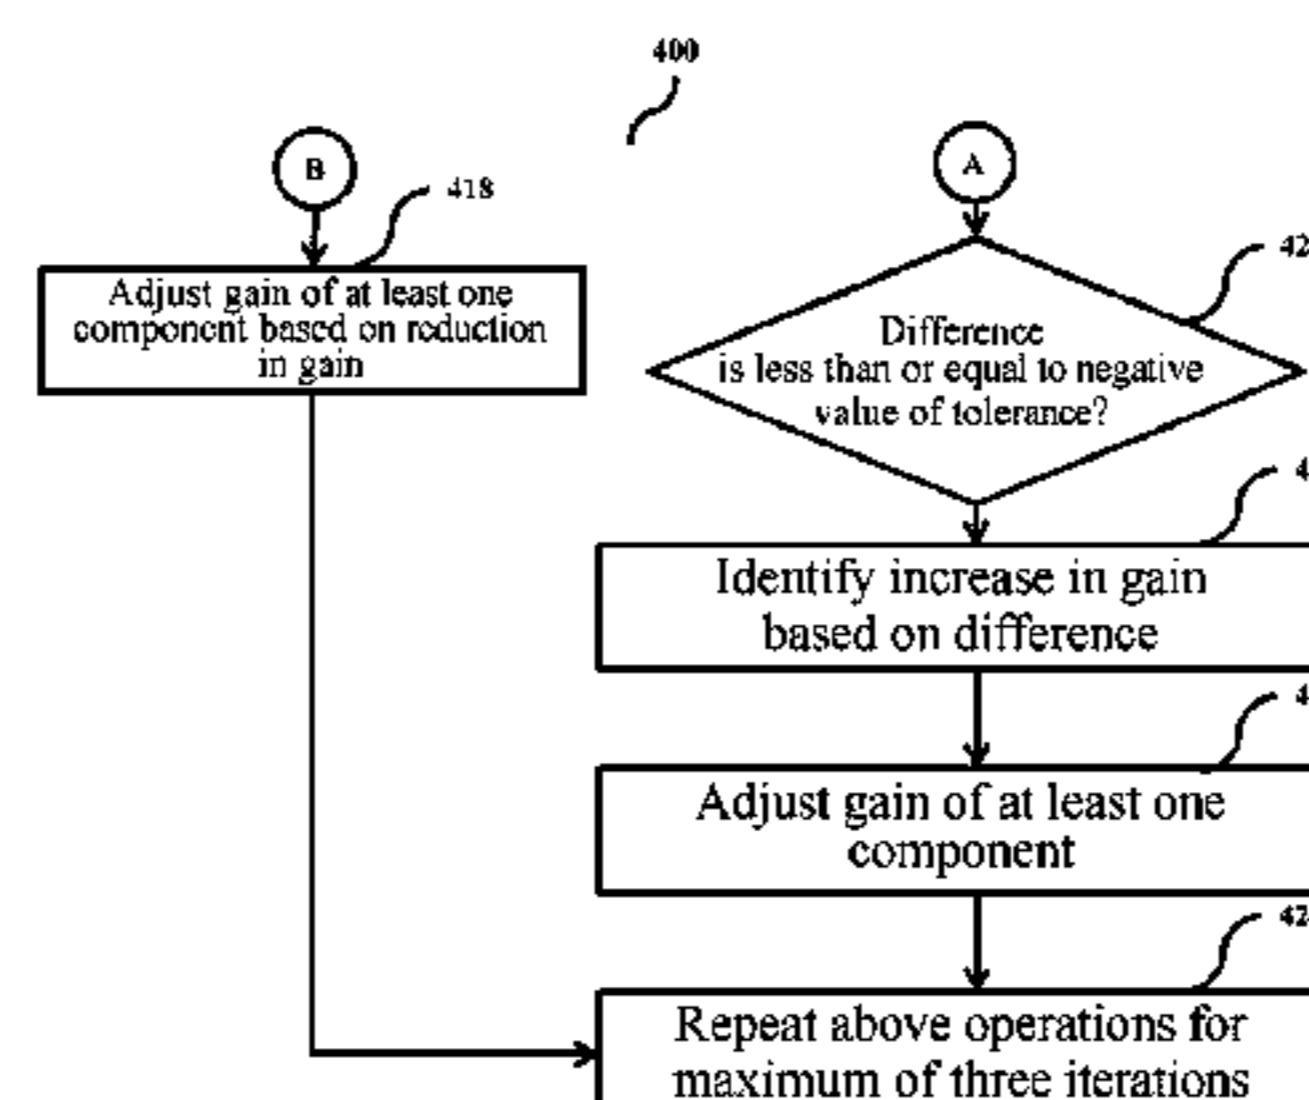 400
B
418
Adjust gain of at least one
component based on reduction
in gain
A
Difference
is less than or equal to negative
value of tolerance?
Identify increase in gain
based on difference
Adjust gain of at least one
component
Repeat above operations for
maximum of three iterations